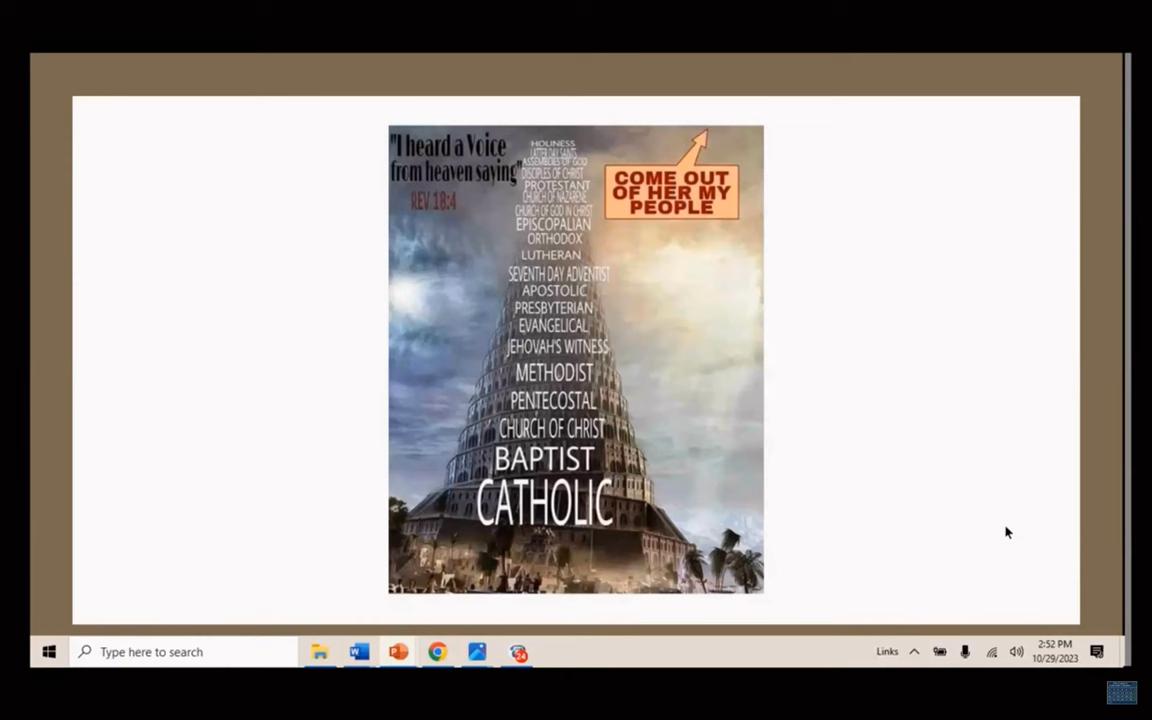 "I heard a Voice
from heaven saying"
REV 18:4
COME OUT
OF HER MY
PEOPLE
HOLINESS
LATTER DAY SAINTS
ASSEMBLIES OF GOD
DISCIPLES OF CHRIST
PROTESTANT
CHURCH OF NAZARENE
CHURCH OF GOD IN CHRIST
EPISCOPALIAN
ORTHODOX
LUTHERAN
SEVENTH DAY ADVENTIST
APOSTOLIC
PRESBYTERIAN
EVANGELICAL
JEHOVAH'S WITNESS
METHODIST
PENTECOSTAL
CHURCH OF CHRIST
BAPTIST
CATHOLIC
Type here to search
24
Links
2:52 PM
10/29/2023